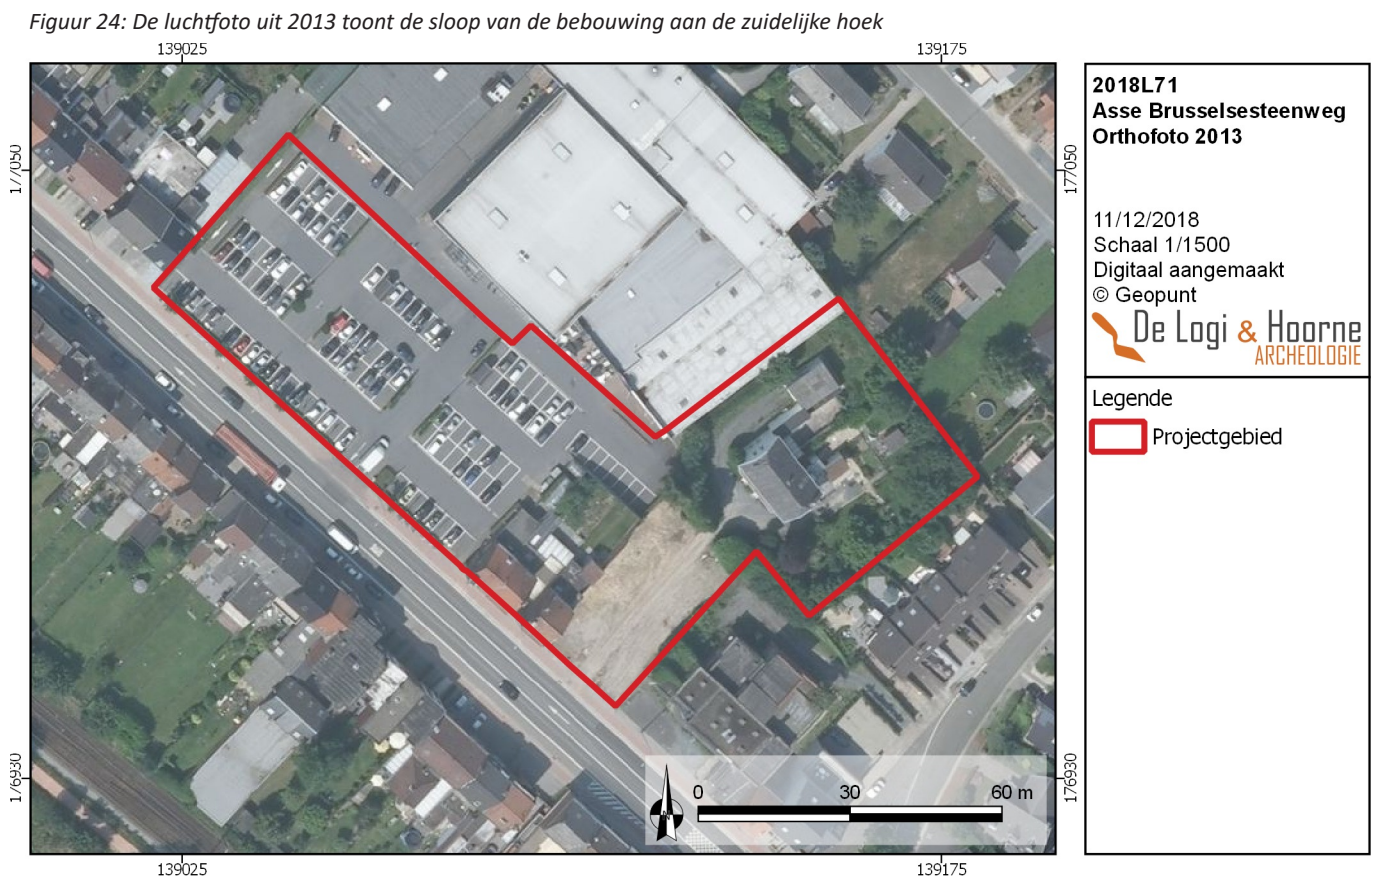 Figuur 24: De luchtfoto uit 2013 toont de sloop van de bebouwing aan de zuidelijke hoek
139025
139175
177050
177050
2018L71
Asse Brusselsesteenweg
Orthofoto 2013
11/12/2018
Schaal 1/1500
Digitaal aangemaakt
© Geopunt
De Logi & Hoorne
ARCHEOLOGIE
Legende
Projectgebied
176930
176930
0 30 60 m
N
139025
139175